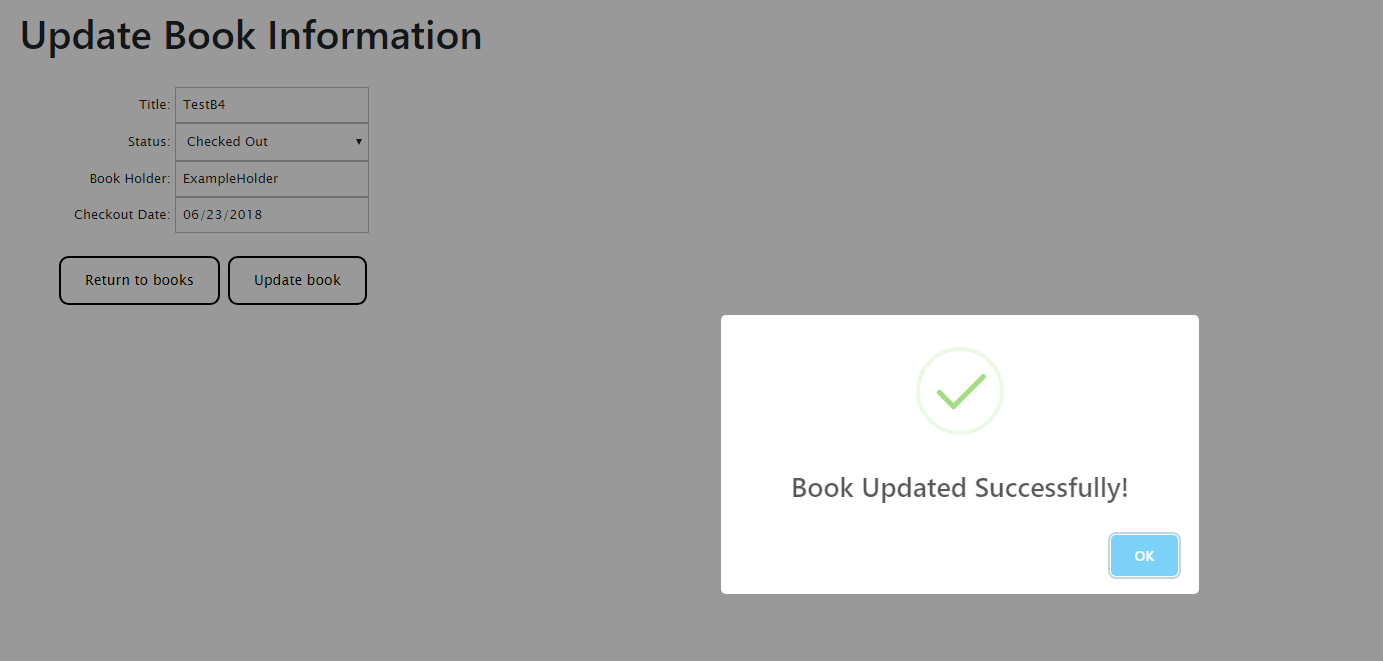 Update Book Information
Title: TestB4
Status: Checked Out
Book Holder: ExampleHolder
Checkout Date: 06/23/2018
Return to books Update book
Book Updated Successfully!
OK